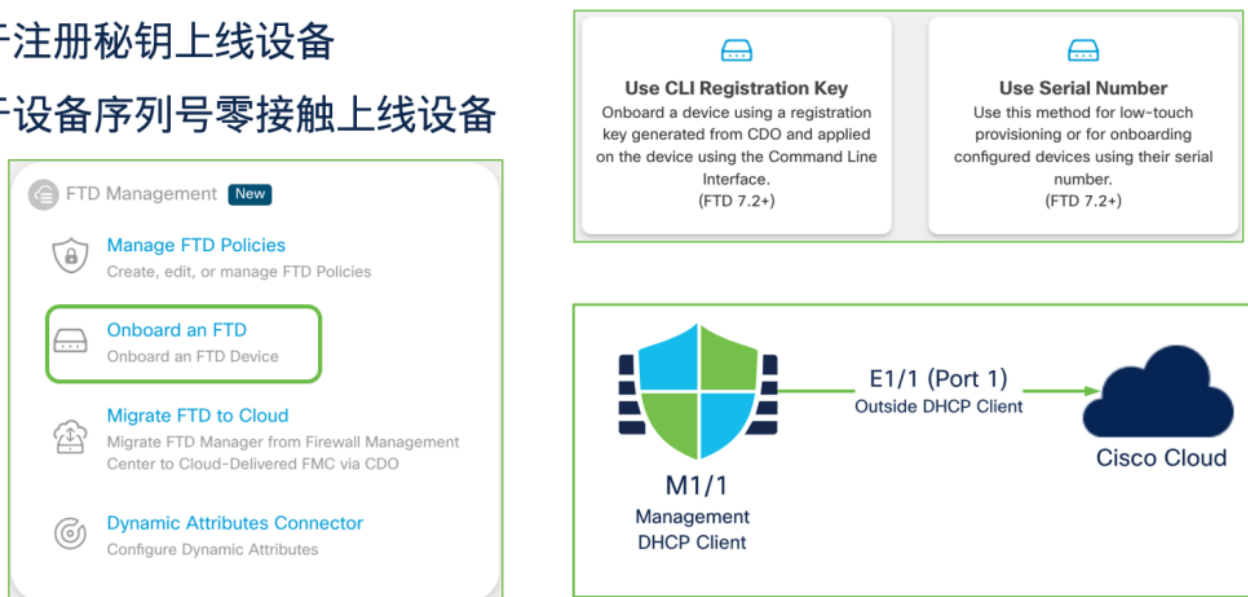 注册秘钥上线设备
设备序列号零接触上线设备
FTD Management New
Manage FTD Policies
Create, edit, or manage FTD Policies
Onboard an FTD
Onboard an FTD Device
Migrate FTD to Cloud
Migrate FTD Manager from Firewall Management
Center to Cloud-Delivered FMC via CDO
Dynamic Attributes Connector
Configure Dynamic Attributes
Use CLI Registration Key
Onboard a device using a registration
key generated from CDO and applied
on the device using the Command Line
Interface.
(FTD 7.2+)
Use Serial Number
Use this method for low-touch
provisioning or for onboarding
configured devices using their serial
number.
(FTD 7.2+)
E1/1 (Port 1)
Outside DHCP Client
Cisco Cloud
M1/1
Management
DHCP Client